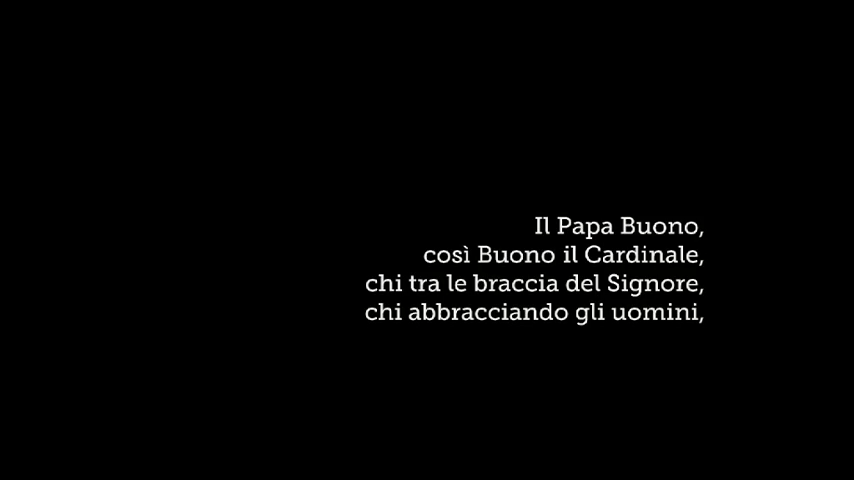 Il Papa Buono,
così Buono il Cardinale,
chi tra le braccia del Signore,
chi abbracciando gli uomini,